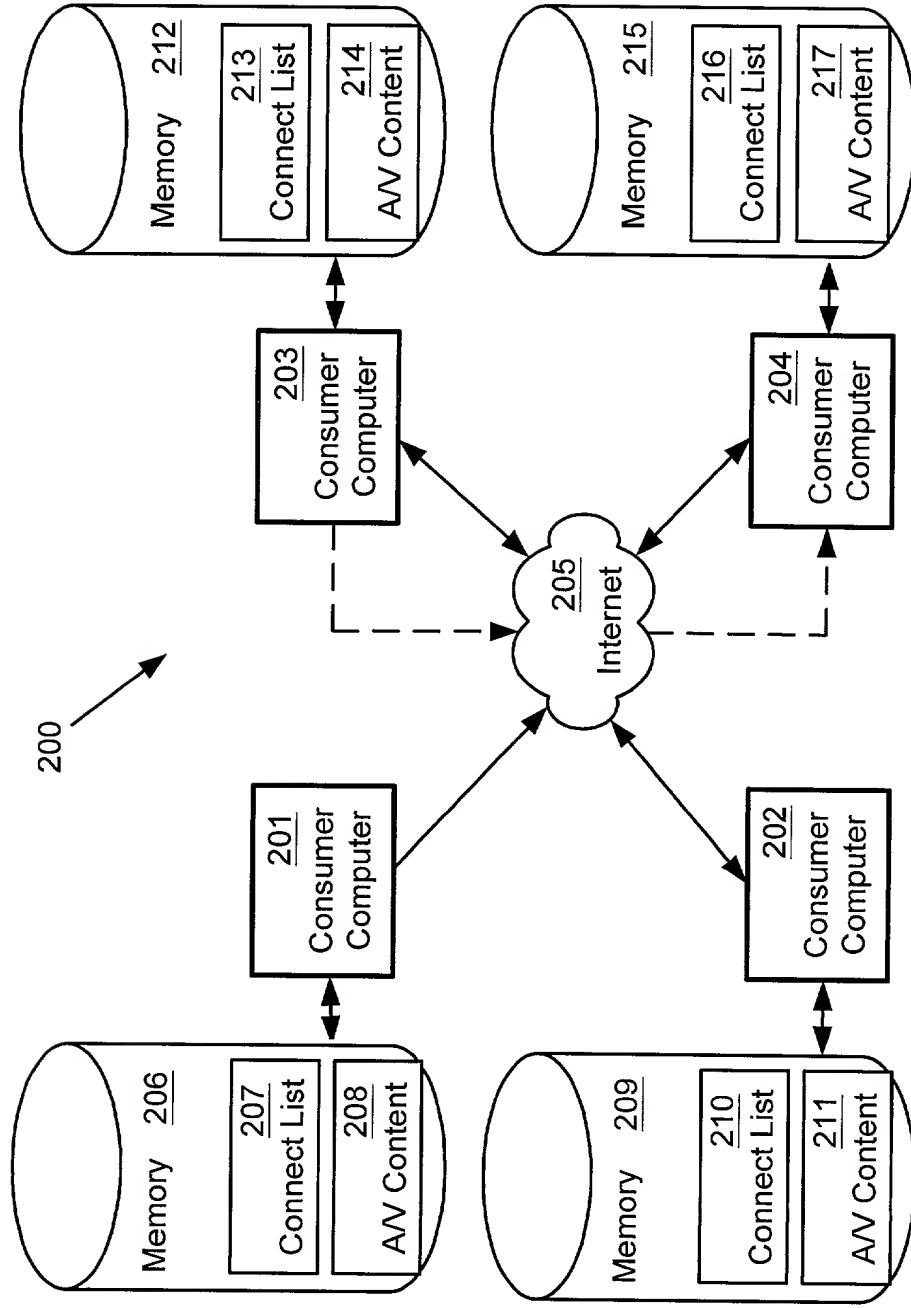 200
Memory 206
207
Connect List
208
A/V Content
201
Consumer
Computer
203
Consumer
Computer
Memory 212
213
Connect List
214
A/V Content
205
Internet
Memory 209
210
Connect List
211
A/V Content
202
Consumer
Computer
204
Consumer
Computer
Memory 215
216
Connect List
217
A/V Content